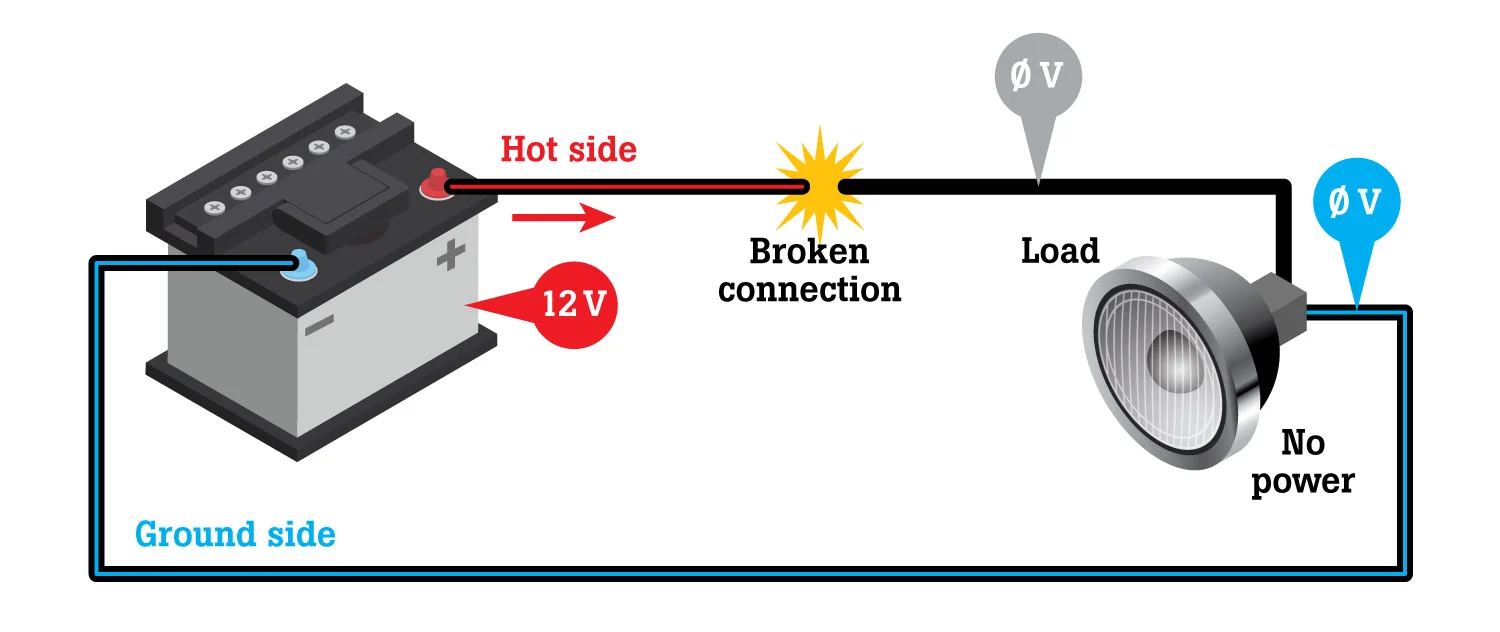 Ø V
Hot side
Ø V
Broken
connection
Load
+
12 V
−
No
power
Ground side